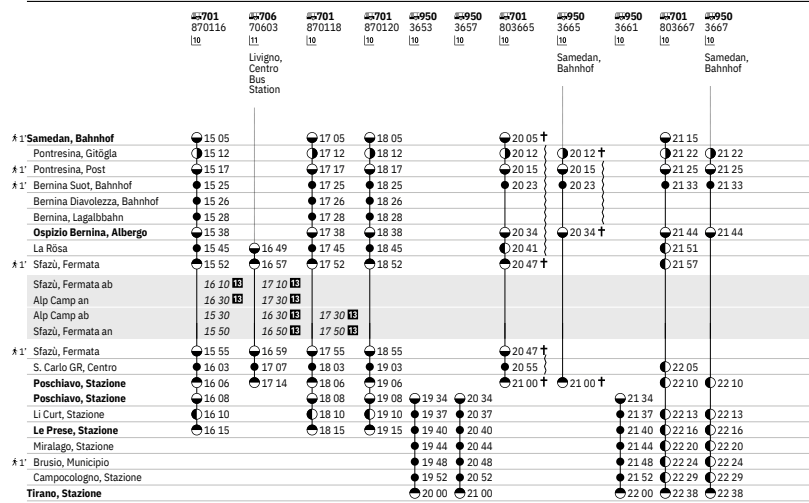 701 706 701 701 950 950 701 950 950 701 950
870116 70603 870118 870120 3653 3657 803665 3665 3661 803667 3667
10 11 10 10 10 10 10 10 10 10 10
Livigno, Samedan, Samedan,
Centro Bahnhof Bahnhof
Bus
Station
1' Samedan, Bahnhof 15 05 17 05 18 05 20 05 † 21 15
Pontresina, Gitögla 15 12 17 12 18 12 20 12 20 12 † 21 22 21 22
1' Pontresina, Post 15 17 17 17 18 17 20 15 20 15 21 25 21 25
1' Bernina Suot, Bahnhof 15 25 17 25 18 25 20 23 20 23 21 33 21 33
Bernina Diavolezza, Bahnhof 15 26 17 26 18 26
Bernina, Lagalbbahn 15 28 17 28 18 28
Ospizio Bernina, Albergo 15 38 17 38 18 38 20 34 20 34 † 21 44 21 44
La Rösa 15 45 16 49 17 45 18 45 20 41 21 51
1' Sfazù, Fermata 15 52 16 57 17 52 18 52 20 47 † 21 57
Sfazù, Fermata ab 16 10 13 17 10 13
Alp Camp an 16 30 13 17 30 13
Alp Camp ab 15 30 16 30 13 17 30 13
Sfazù, Fermata an 15 50 16 50 13 17 50 13
1' Sfazù, Fermata 15 55 16 59 17 55 18 55 20 47 †
S. Carlo GR, Centro 16 03 17 07 18 03 19 03 20 55 22 05
Poschiavo, Stazione 16 06 17 14 18 06 19 06 21 00 † 21 00 † 22 10 22 10
Poschiavo, Stazione 16 08 18 08 19 08 19 34 20 34 21 34
Li Curt, Stazione 16 10 18 10 19 10 19 37 20 37 21 37 22 13 22 13
Le Prese, Stazione 16 15 18 15 19 15 19 40 20 40 21 40 22 16 22 16
Miralago, Stazione 19 44 20 44 21 44 22 20 22 20
1' Brusio, Municipio 19 48 20 48 21 48 22 24 22 24
Campocologno, Stazione 19 52 20 52 21 52 22 29 22 29
Tirano, Stazione 20 00 21 00 22 00 22 38 22 38